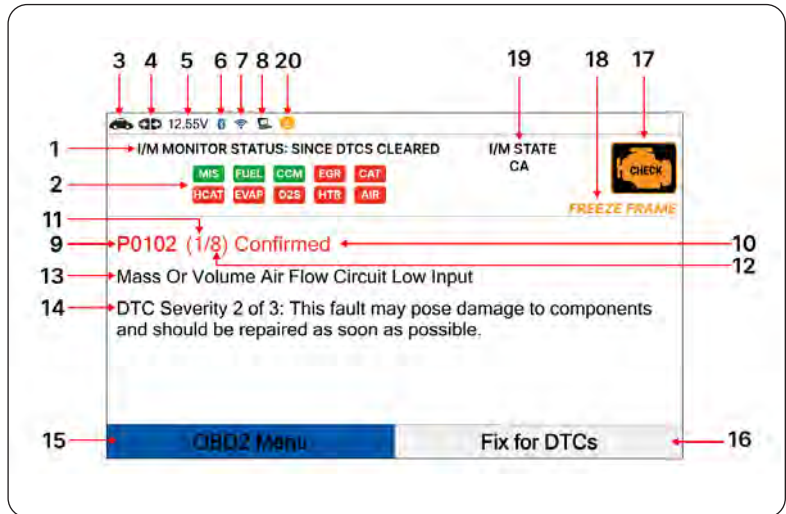 3 4 5 6 7 8 20 19 18 17
12.55V
1 I/M MONITOR STATUS: SINCE DTCS CLEARED I/M STATE
CA
CHECK
2 MIS FUEL CCM EGR CAT
HCAT EVAP O2S HTR AIR
FREEZE FRAME
11
9 P0102 (1/8) Confirmed 10
12
13 Mass Or Volume Air Flow Circuit Low Input
14 DTC Severity 2 of 3: This fault may pose damage to components
and should be repaired as soon as possible.
15 OBD2 Menu Fix for DTCs 16